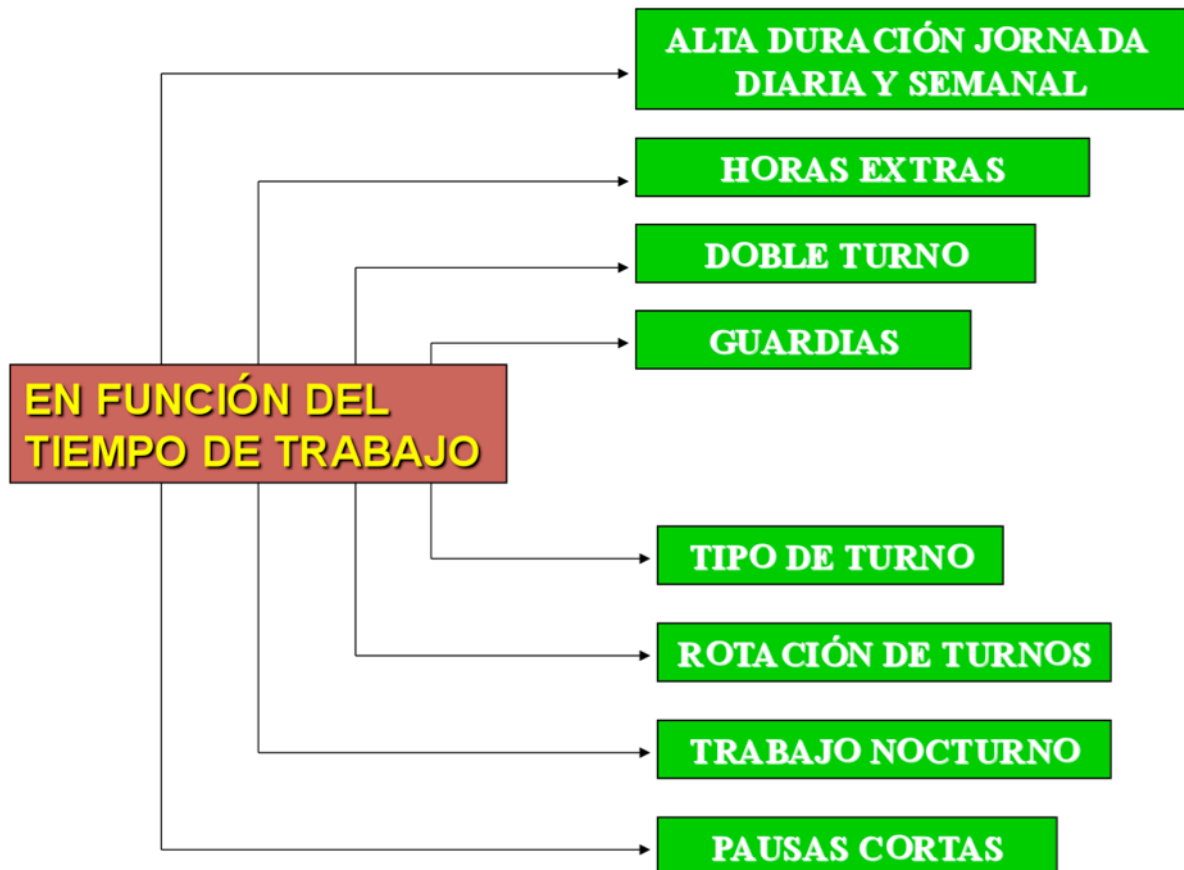 ALTA DURACIÓN JORNADA
DIARIA Y SEMANAL
HORAS EXTRAS
DOBLE TURNO
GUARDIAS
EN FUNCIÓN DEL
TIEMPO DE TRABAJO
TIPO DE TURNO
ROTACIÓN DE TURNOS
TRABAJO NOCTURNO
PAUSAS CORTAS